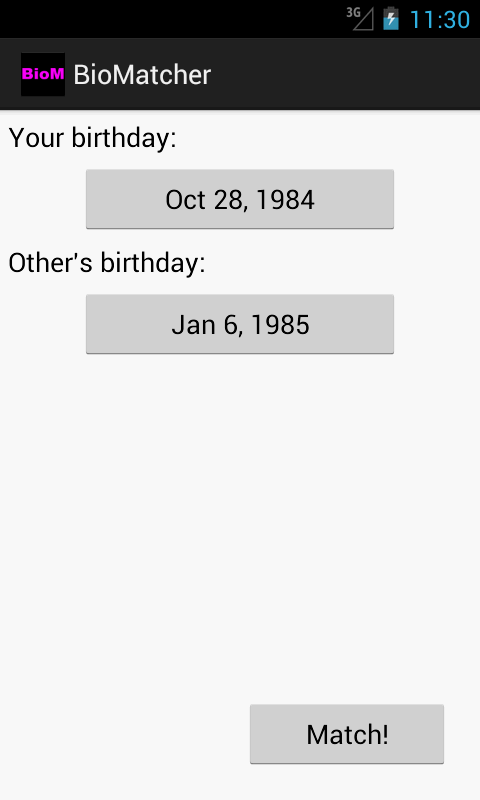 3G 11:30
BioM BioMatcher
Your birthday:
Oct 28, 1984
Other's birthday:
Jan 6, 1985
Match!